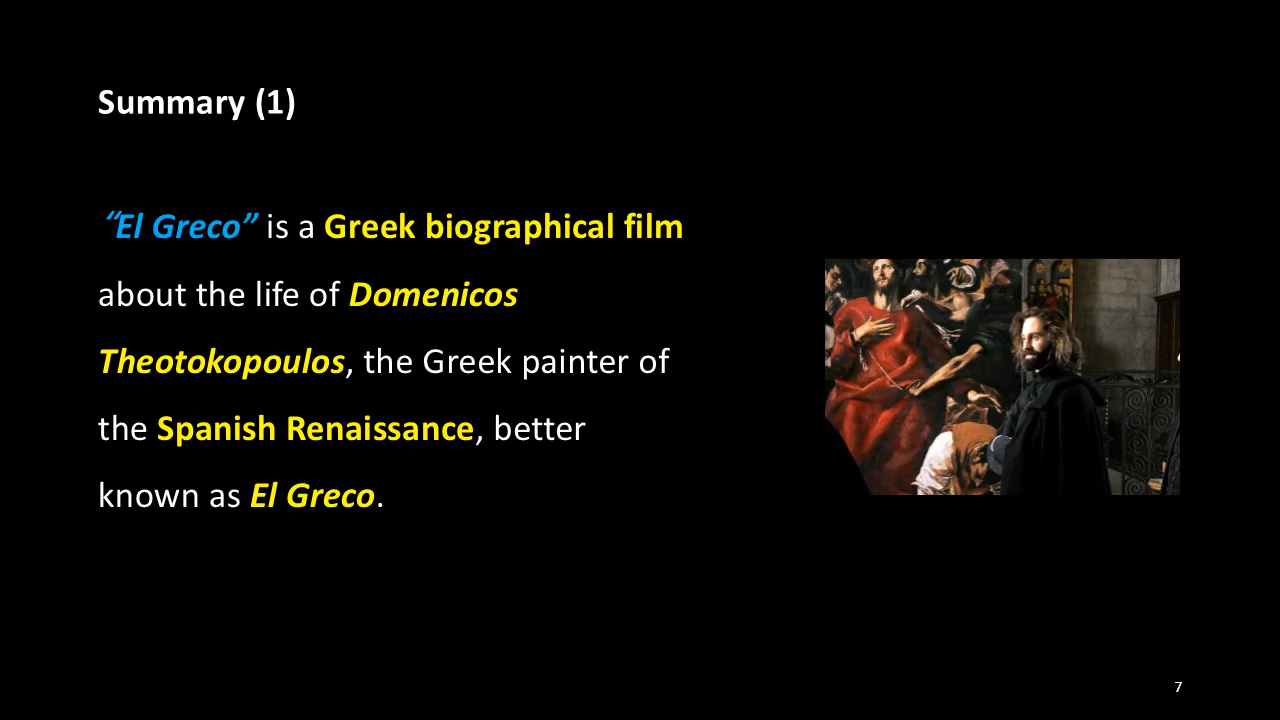 Summary (1)
“El Greco” is a Greek biographical film
about the life of Domenicos
Theotokopoulos, the Greek painter of
the Spanish Renaissance, better
known as El Greco.
7